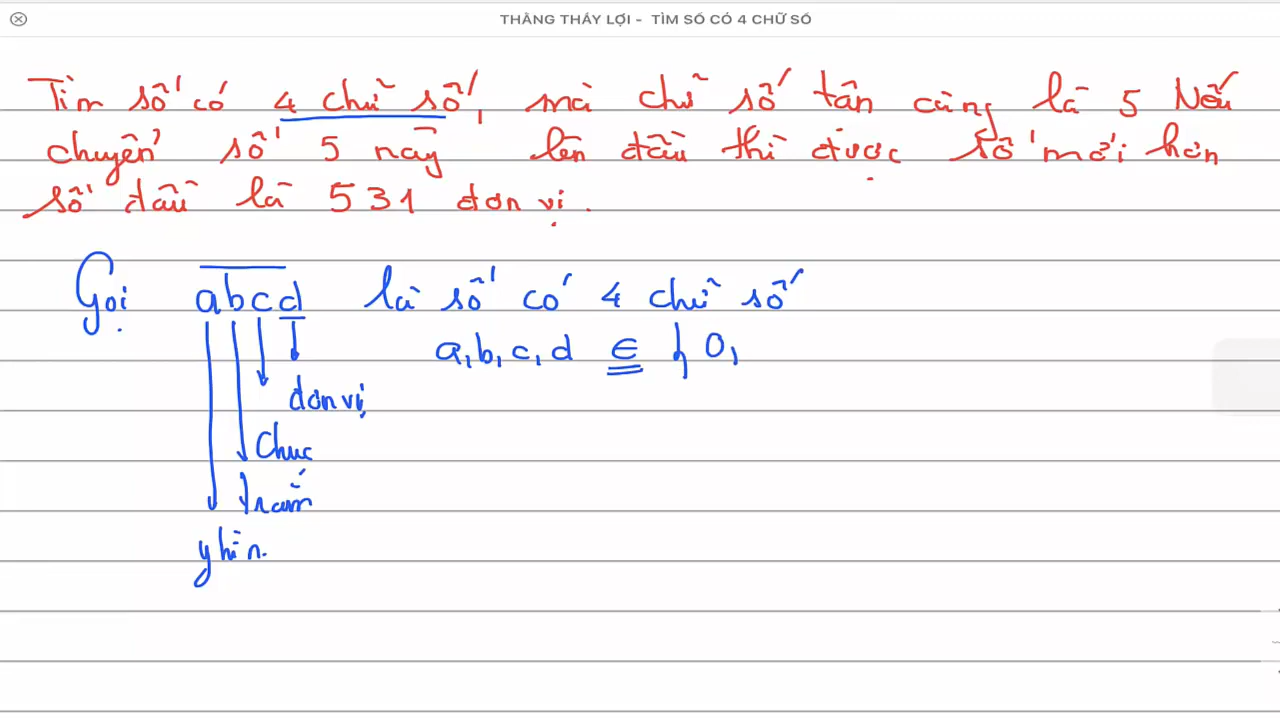 THẦNG THẦY LỢI - TÌM SỐ CÓ 4 CHỮ SỐ
Tìm số có 4 chữ số, mà chữ số tân cùng là 5 Nếu
chuyển số 5 này lên đầu thì được số mới hơn
số đầu là 531 đơn vị.
Gọi abcd là số có 4 chữ số
a, b, c, d ∈ { 0,
đơn vị
chục
trăm
nghìn.